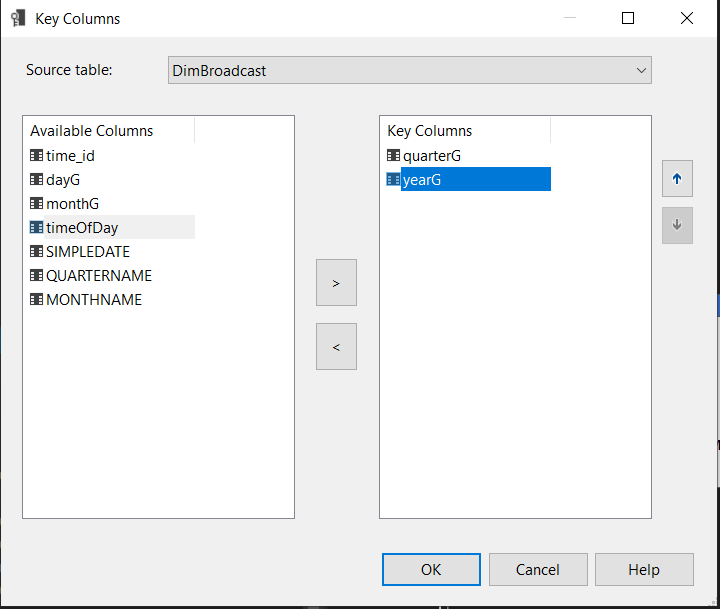 Key Columns
Source table:
DimBroadcast
Available Columns
time_id
dayG
monthG
timeOfDay
SIMPLEDATE
QUARTERNAME
MONTHNAME
>
<
Key Columns
quarterG
yearG
OK
Cancel
Help